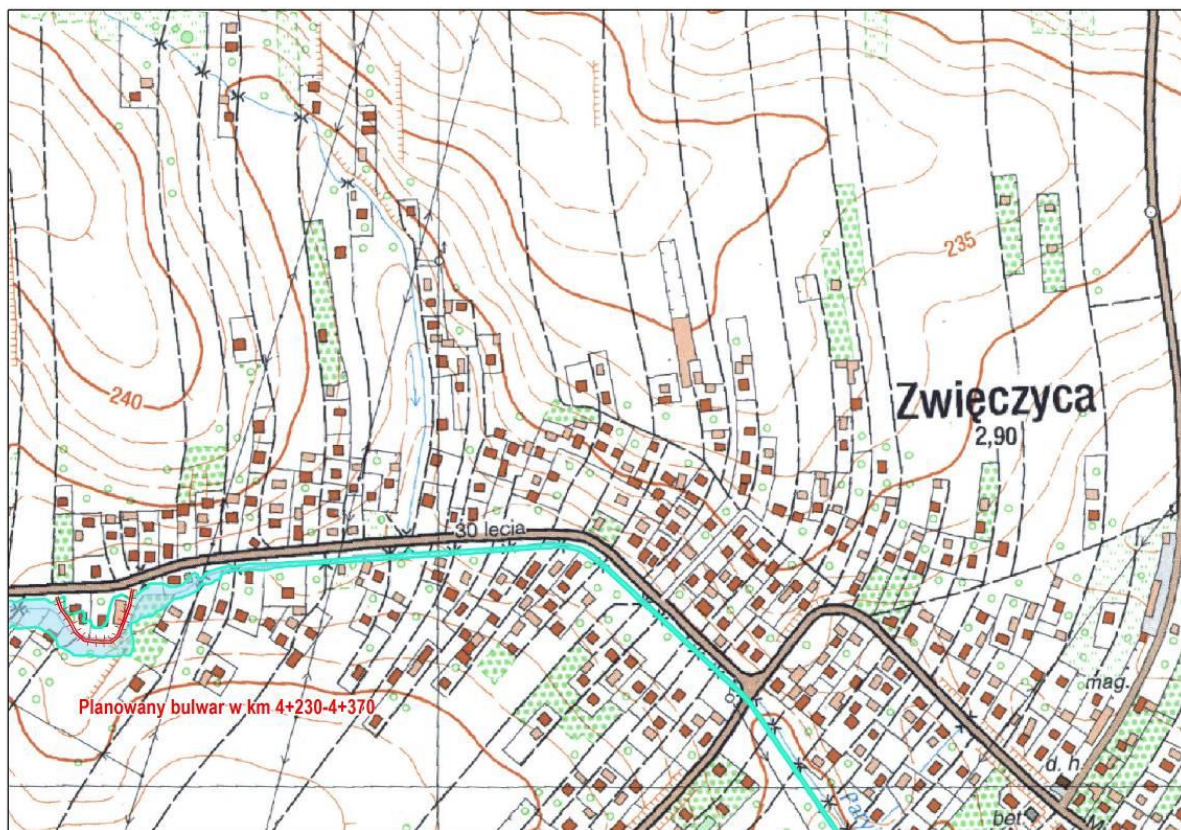 235
Zwięczyca
2,90
240
30 lecia
mag.
Planowany bulwar w km 4+230-4+370
d. h.
bet.